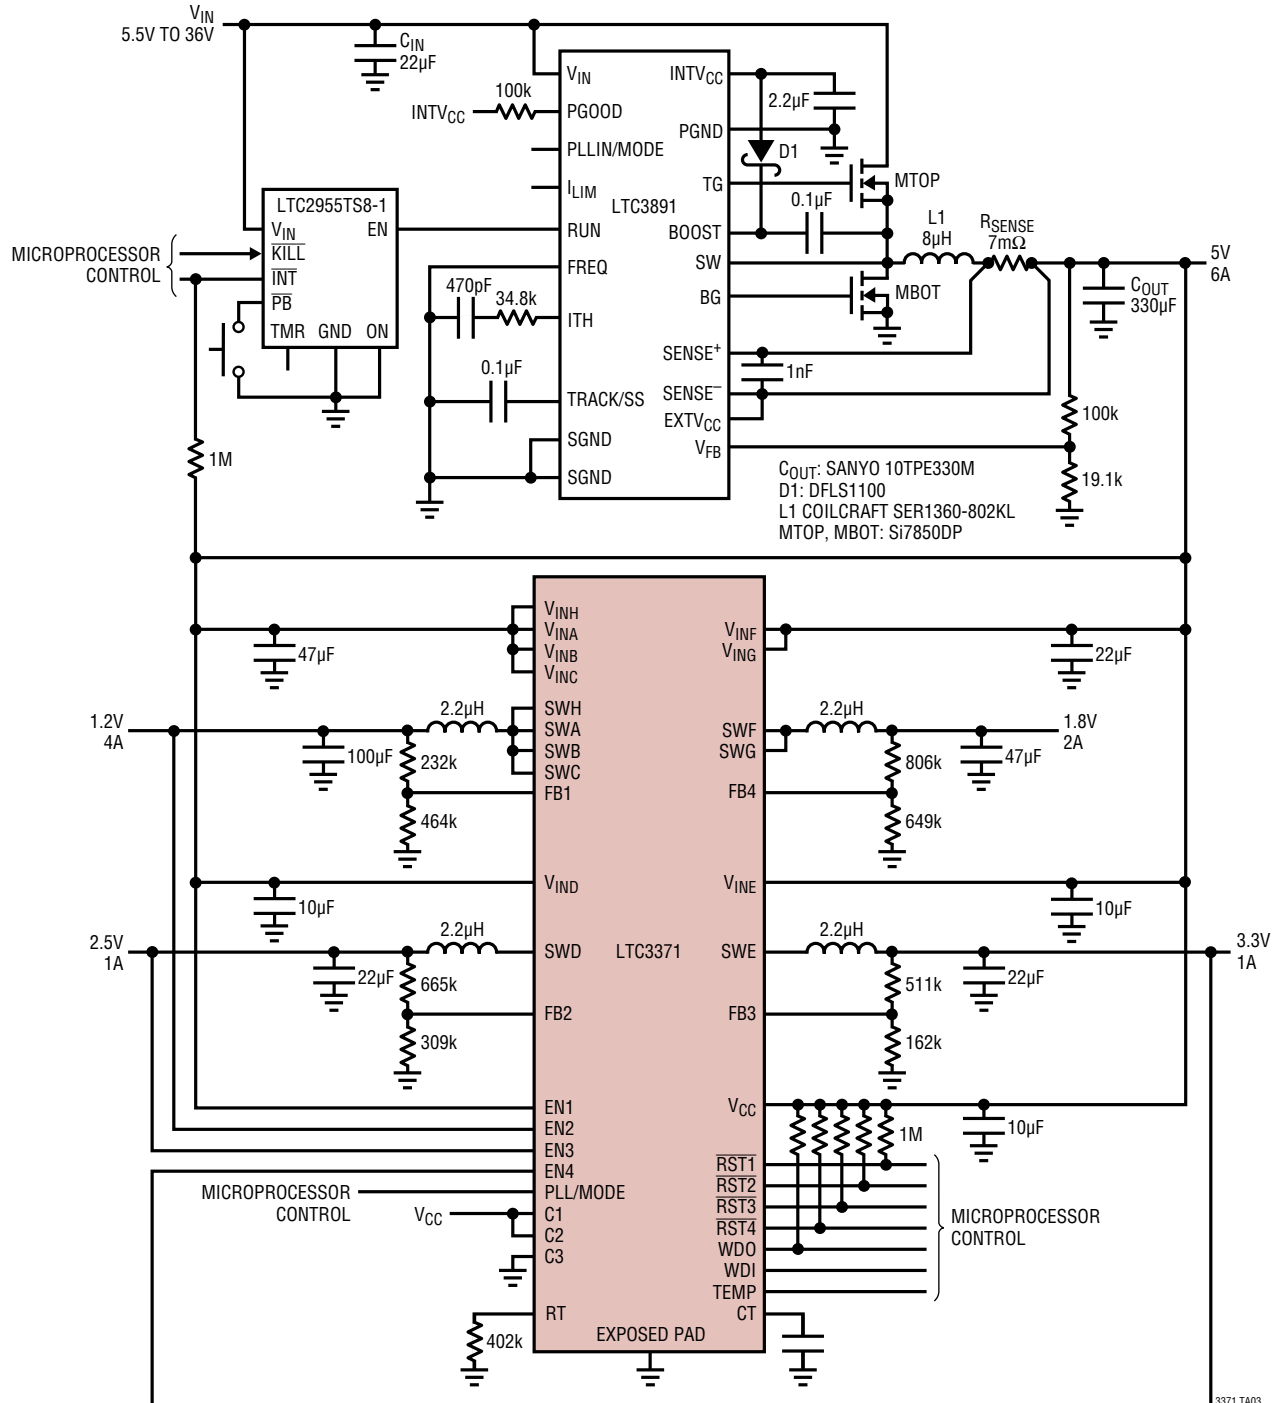 VIN
5.5V TO 36V
CIN
22µF
100k
INTVCC
VIN
PGOOD
PLLIN/MODE
ILIM
RUN
FREQ
ITH
TRACK/SS
SGND
SGND
LTC3891
INTVCC
PGND
TG
BOOST
SW
BG
SENSE+
SENSE–
EXTVCC
VFB
2.2µF
D1
0.1µF
MTOP
MBOT
L1
8µH
RSENSE
7mΩ
5V
6A
COUT
330µF
1nF
100k
19.1k
LTC2955TS8-1
VIN
EN
KILL
INT
PB
TMR GND ON
MICROPROCESSOR
CONTROL
470pF
34.8k
0.1µF
1M
COUT: SANYO 10TPE330M
D1: DFLS1100
L1 COILCRAFT SER1360-802KL
MTOP, MBOT: Si7850DP
VINH
VINA
VINB
VINC
47µF
VINF
VING
22µF
1.2V
4A
2.2µH
100µF
232k
464k
SWH
SWA
SWB
SWC
FB1
SWF
SWG
FB4
2.2µH
806k
649k
47µF
1.8V
2A
VIND
10µF
VINE
10µF
2.5V
1A
2.2µH
22µF
665k
309k
SWD
LTC3371
SWE
FB2
FB3
2.2µH
511k
162k
22µF
3.3V
1A
EN1
EN2
EN3
EN4
PLL/MODE
C1
C2
C3
RT
MICROPROCESSOR
CONTROL
VCC
402k
EXPOSED PAD
VCC
RST1
RST2
RST3
RST4
WDO
WDI
TEMP
CT
1M
10µF
MICROPROCESSOR
CONTROL
3371 TA03